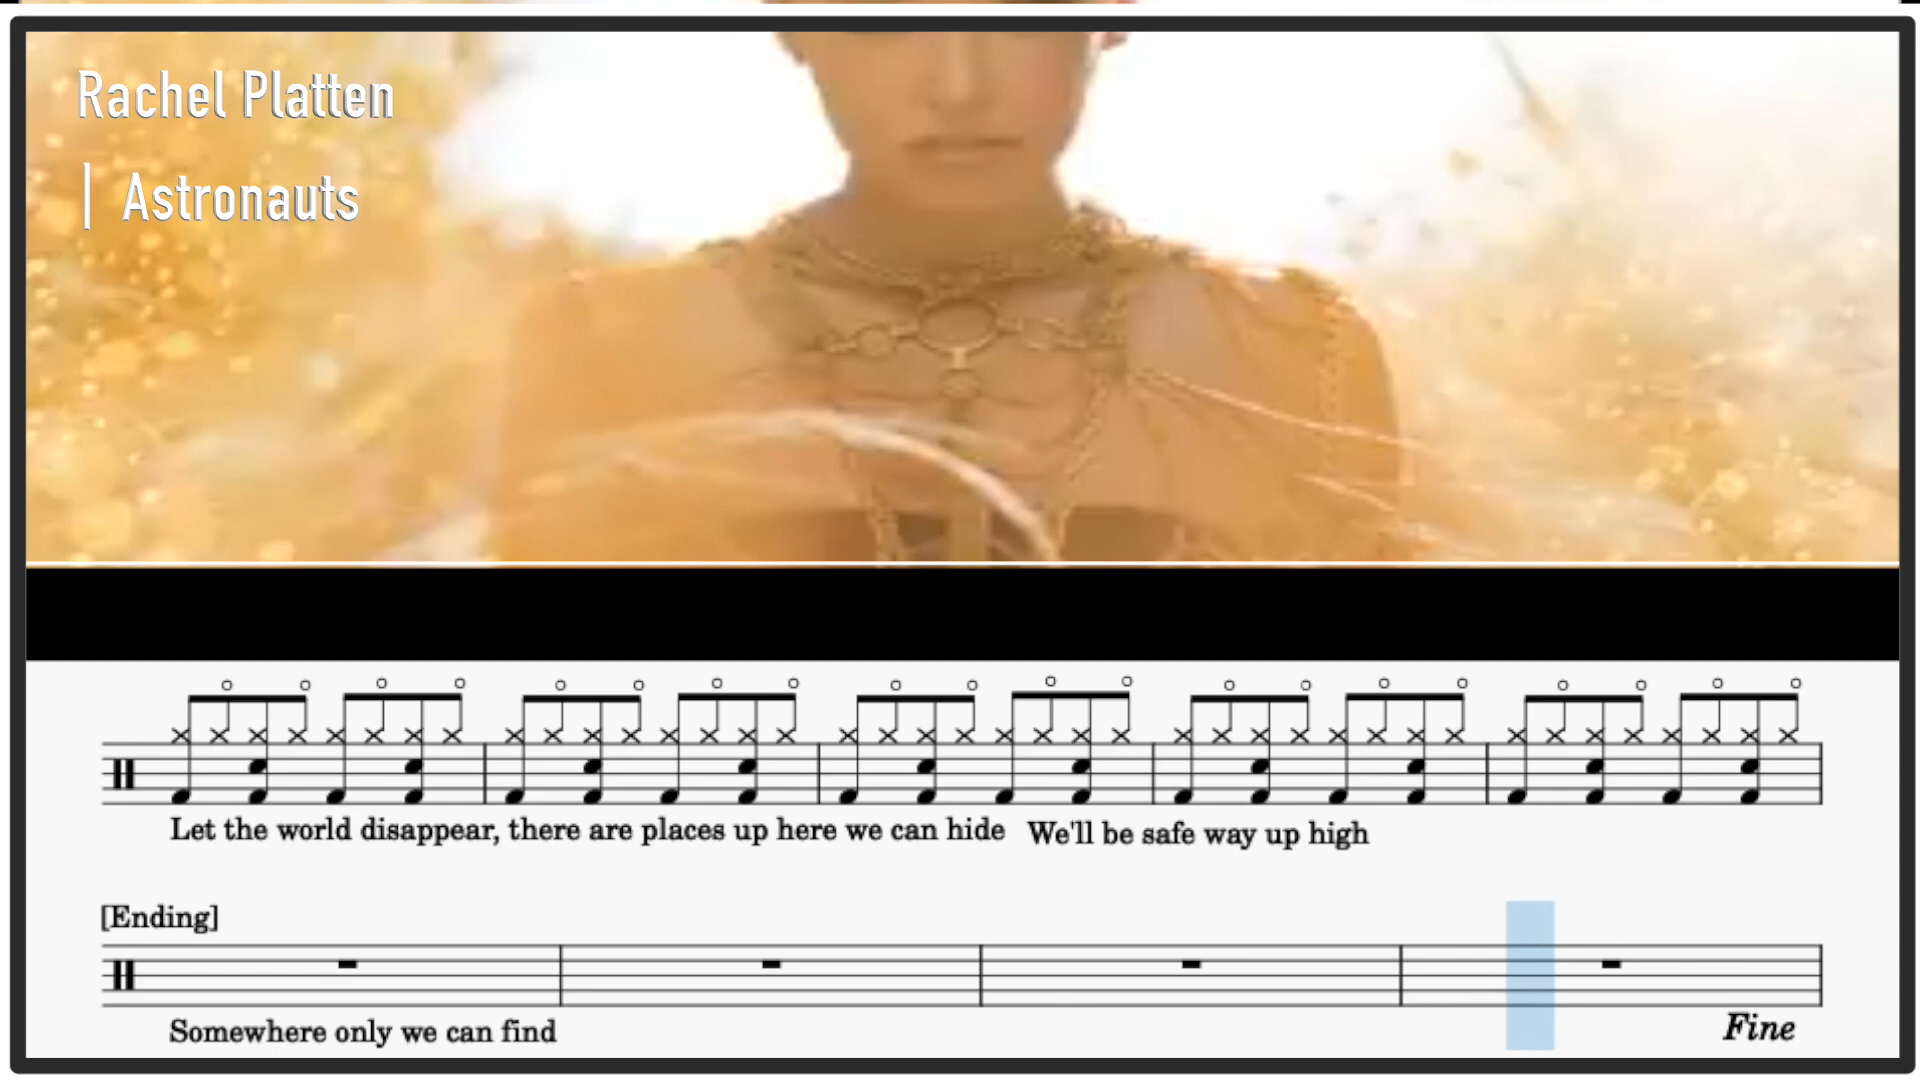 Rachel Platten
| Astronauts
Let the world disappear, there are places up here we can hide We'll be safe way up high
[Ending]
Somewhere only we can find
Fine